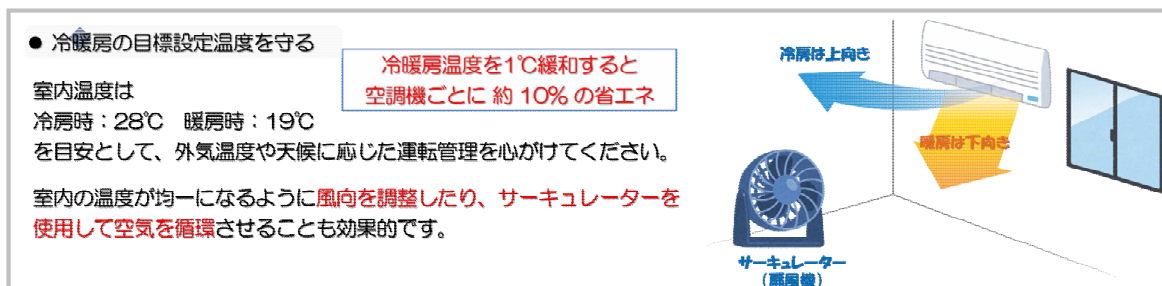 ● 冷暖房の目標設定温度を守る
冷暖房温度を1℃緩和すると
空調機ごとに 約 10% の省エネ
室内温度は
冷房時：28℃　暖房時：19℃
を目安として、外気温度や天候に応じた運転管理を心がけてください。
室内の温度が均一になるように風向を調整したり、サーキュレーターを
使用して空気を循環させることも効果的です。
冷房は上向き
暖房は下向き
サーキュレーター
（扇風機）